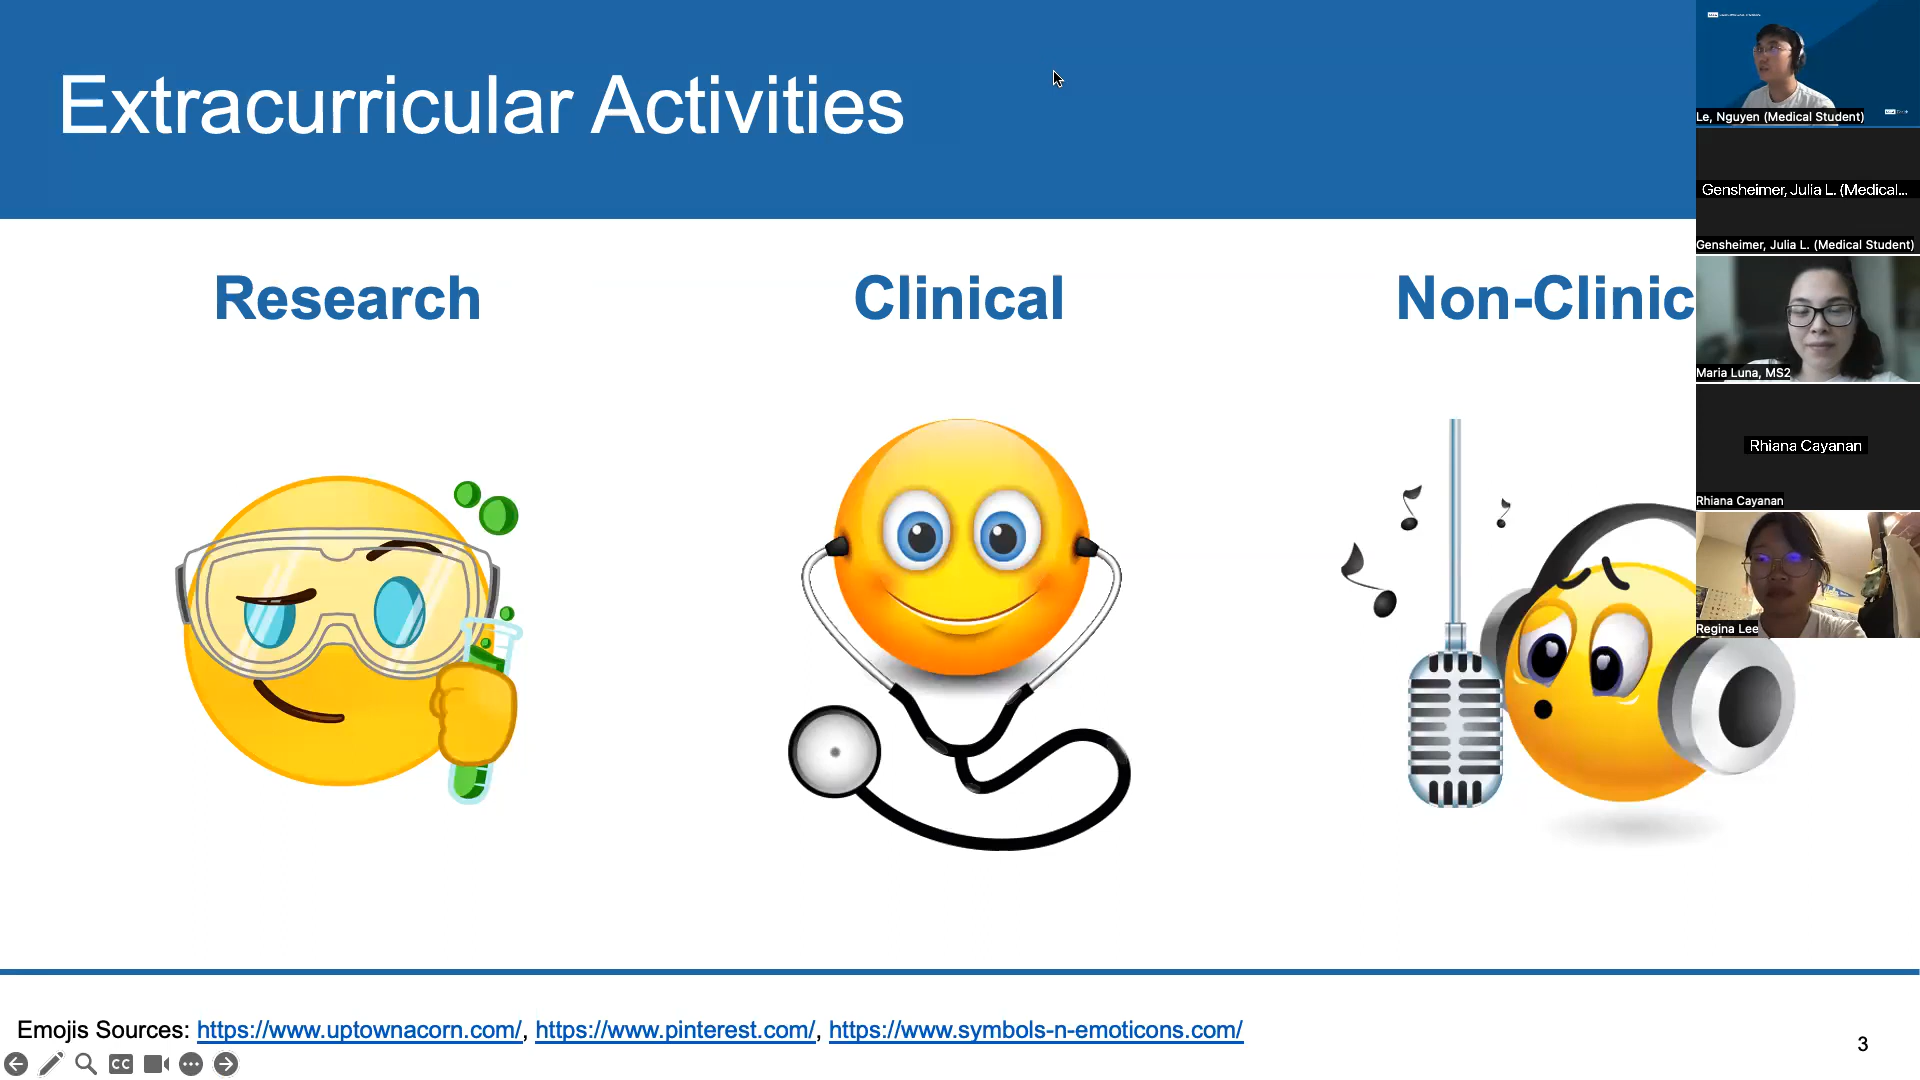 Extracurricular Activities
Research
Clinical
Non-Clinic
Le, Nguyen (Medical Student)
Gensheimer, Julia L. (Medical...
Gensheimer, Julia L. (Medical Student)
Maria Luna, MS2
Rhiana Cayanan
Rhiana Cayanan
Regina Lee
Emojis Sources: https://www.uptownacorn.com/, https://www.pinterest.com/, https://www.symbols-n-emoticons.com/
CC
3